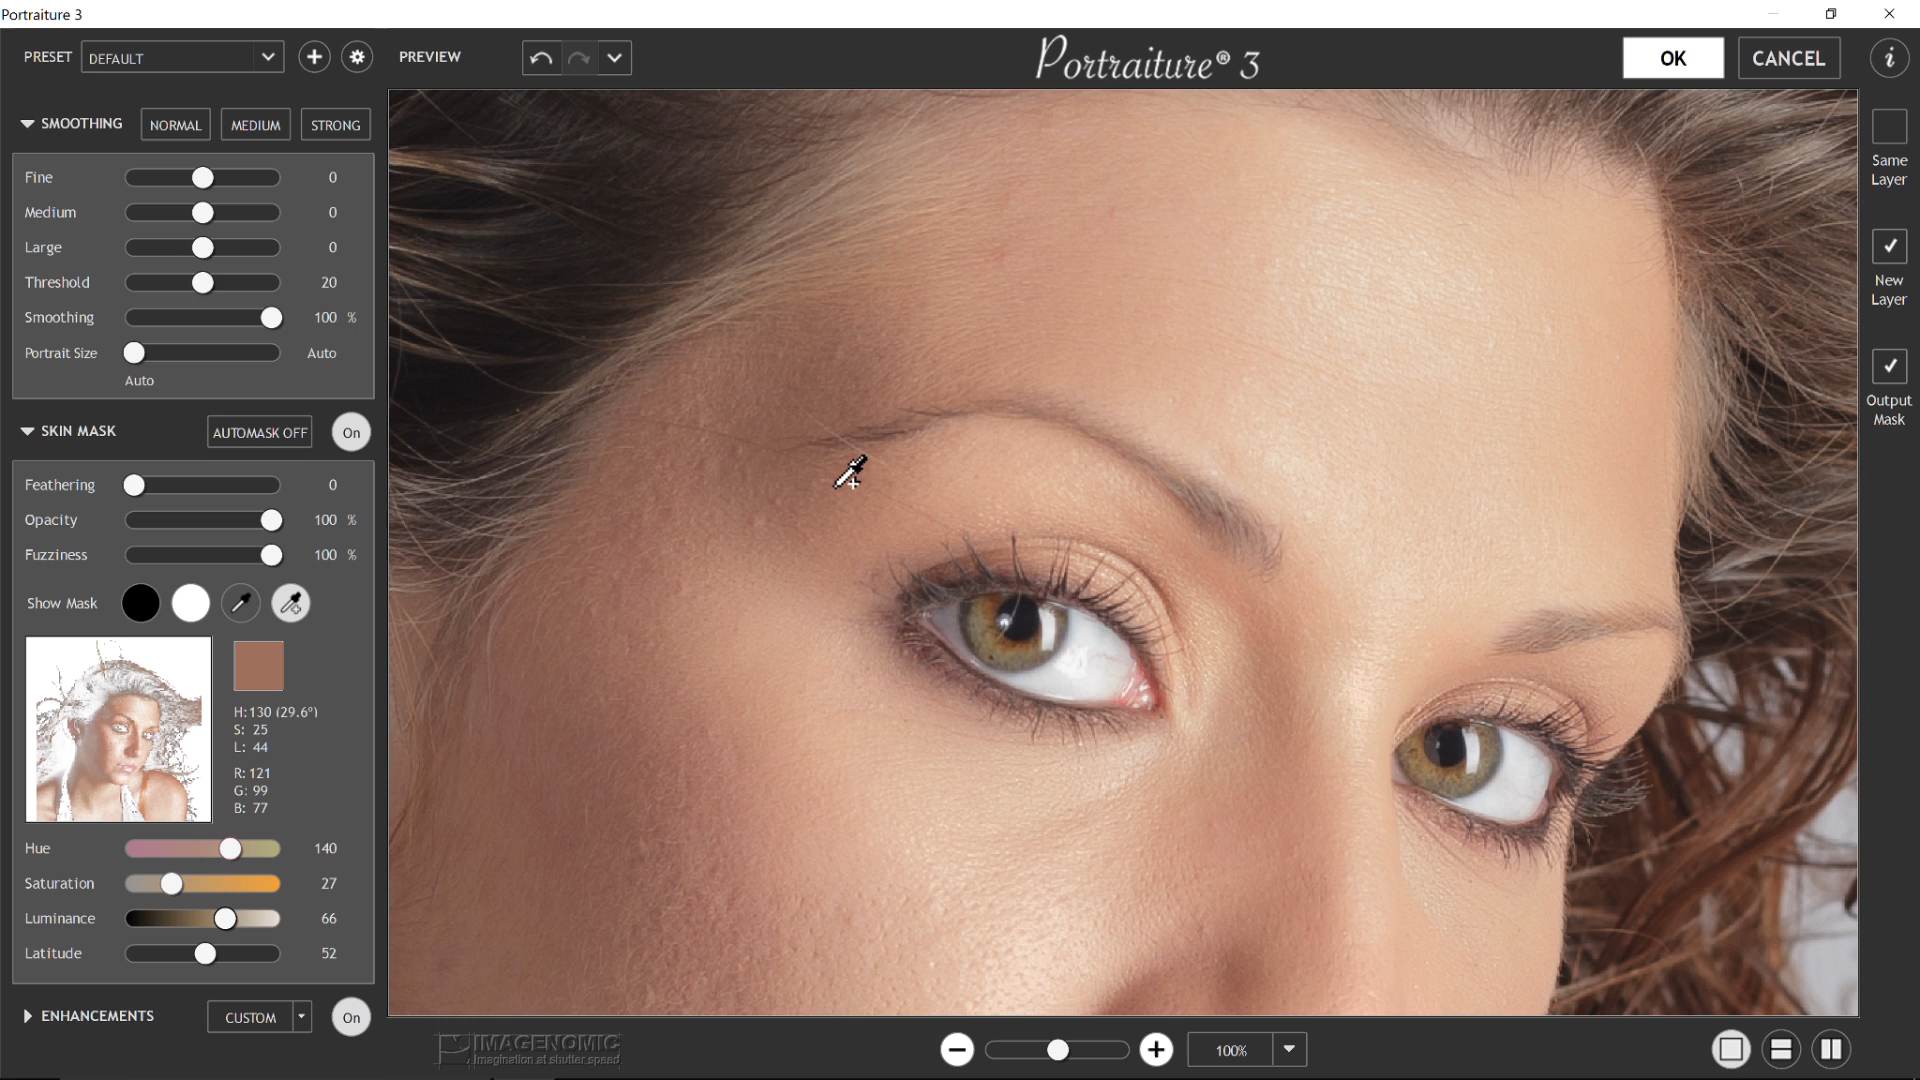 Portraiture 3
PRESET DEFAULT
PREVIEW
Portraiture® 3
OK
CANCEL
i
SMOOTHING NORMAL MEDIUM STRONG
Fine 0
Medium 0
Large 0
Threshold 20
Smoothing 100 %
Portrait Size Auto
Auto
SKIN MASK AUTOMASK OFF On
Feathering 0
Opacity 100 %
Fuzziness 100 %
Show Mask
H:130 (29.6°)
S: 25
L: 44
R: 121
G: 99
B: 77
Hue 140
Saturation 27
Luminance 66
Latitude 52
ENHANCEMENTS CUSTOM On
Same
Layer
New
Layer
Output
Mask
IMAGENOMIC
Imagination at shutter speed
100%